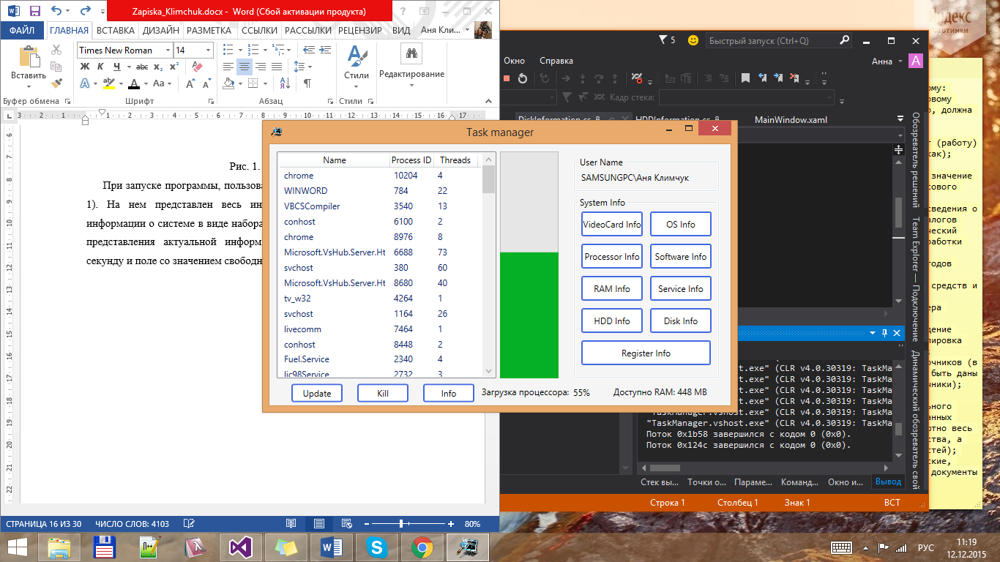 Zapiska_Klimchuk.docx - Word (Сбой активации продукта)
ФАЙЛ ГЛАВНАЯ ВСТАВКА ДИЗАЙН РАЗМЕТКА ССЫЛКИ РАССЫЛКИ РЕЦЕНЗИР ВИД Аня Кли...
Times New Roman 14
Вставить
Ж К Ч abc x₂ x²
Стили
Редактирование
Буфер обмена Шрифт Абзац Стили
Рис. 1.
При запуске программы, пользова
1). На нем представлен весь ин
информации о системе в виде набора
представления актуальной информ
секунду и поле со значением свободн
СТРАНИЦА 16 ИЗ 30 ЧИСЛО СЛОВ: 4103 80%
Task manager
Name Process ID Threads
chrome 10204 4
WINWORD 784 22
VBCSCompiler 3540 13
conhost 6100 2
chrome 8976 8
Microsoft.VsHub.Server.Ht 6688 73
svchost 380 60
Microsoft.VsHub.Server.Ht 8680 40
tv_w32 4264 1
svchost 1164 26
livecomm 7464 1
conhost 8448 2
Fuel.Service 2340 4
lic98Service 2732 3
Update Kill Info Загрузка процессора: 55% Доступно RAM: 448 MB
User Name
SAMSUNGPC\Аня Климчук
System Info
VideoCard Info OS Info
Processor Info Software Info
RAM Info Service Info
HDD Info Disk Info
Register Info
5 Быстрый запуск (Ctrl+Q)
Окно Справка Анна А
Кадр стека:
DiskInformation.cs HDDInformation.cs MainWindow.xaml
Обозреватель решений
Team Explorer — Подключение
Динамический обозреватель свой
st.exe" (CLR v4.0.30319: TaskMa
st.exe" (CLR v4.0.30319: TaskMa
st.exe" (CLR v4.0.30319: TaskMa
st.exe" (CLR v4.0.30319: TaskMa
"TaskManager.vshost.exe" (CLR v4.0.30319: TaskMa
"TaskManager.vshost.exe" (CLR v4.0.30319: TaskMa
Поток 0x1b58 завершился с кодом 0 (0x0).
Поток 0x124c завершился с кодом 0 (0x0).
Стек вы... Точки о... Параме... Команд... Окно и... Вывод
Строка 1 Столбец 1 Знак 1 ВСТ
ому:
овому
о, должна
т (работу)
как);
значение
сового
сведения о
алогов
ческий
работки
тодов
средств и
ера
дение
лировка
очников (в
быть даны
чники);
льного
данных
отно весь
ства, а
стей);
ские,
документы
РУС
11:19
12.12.2015